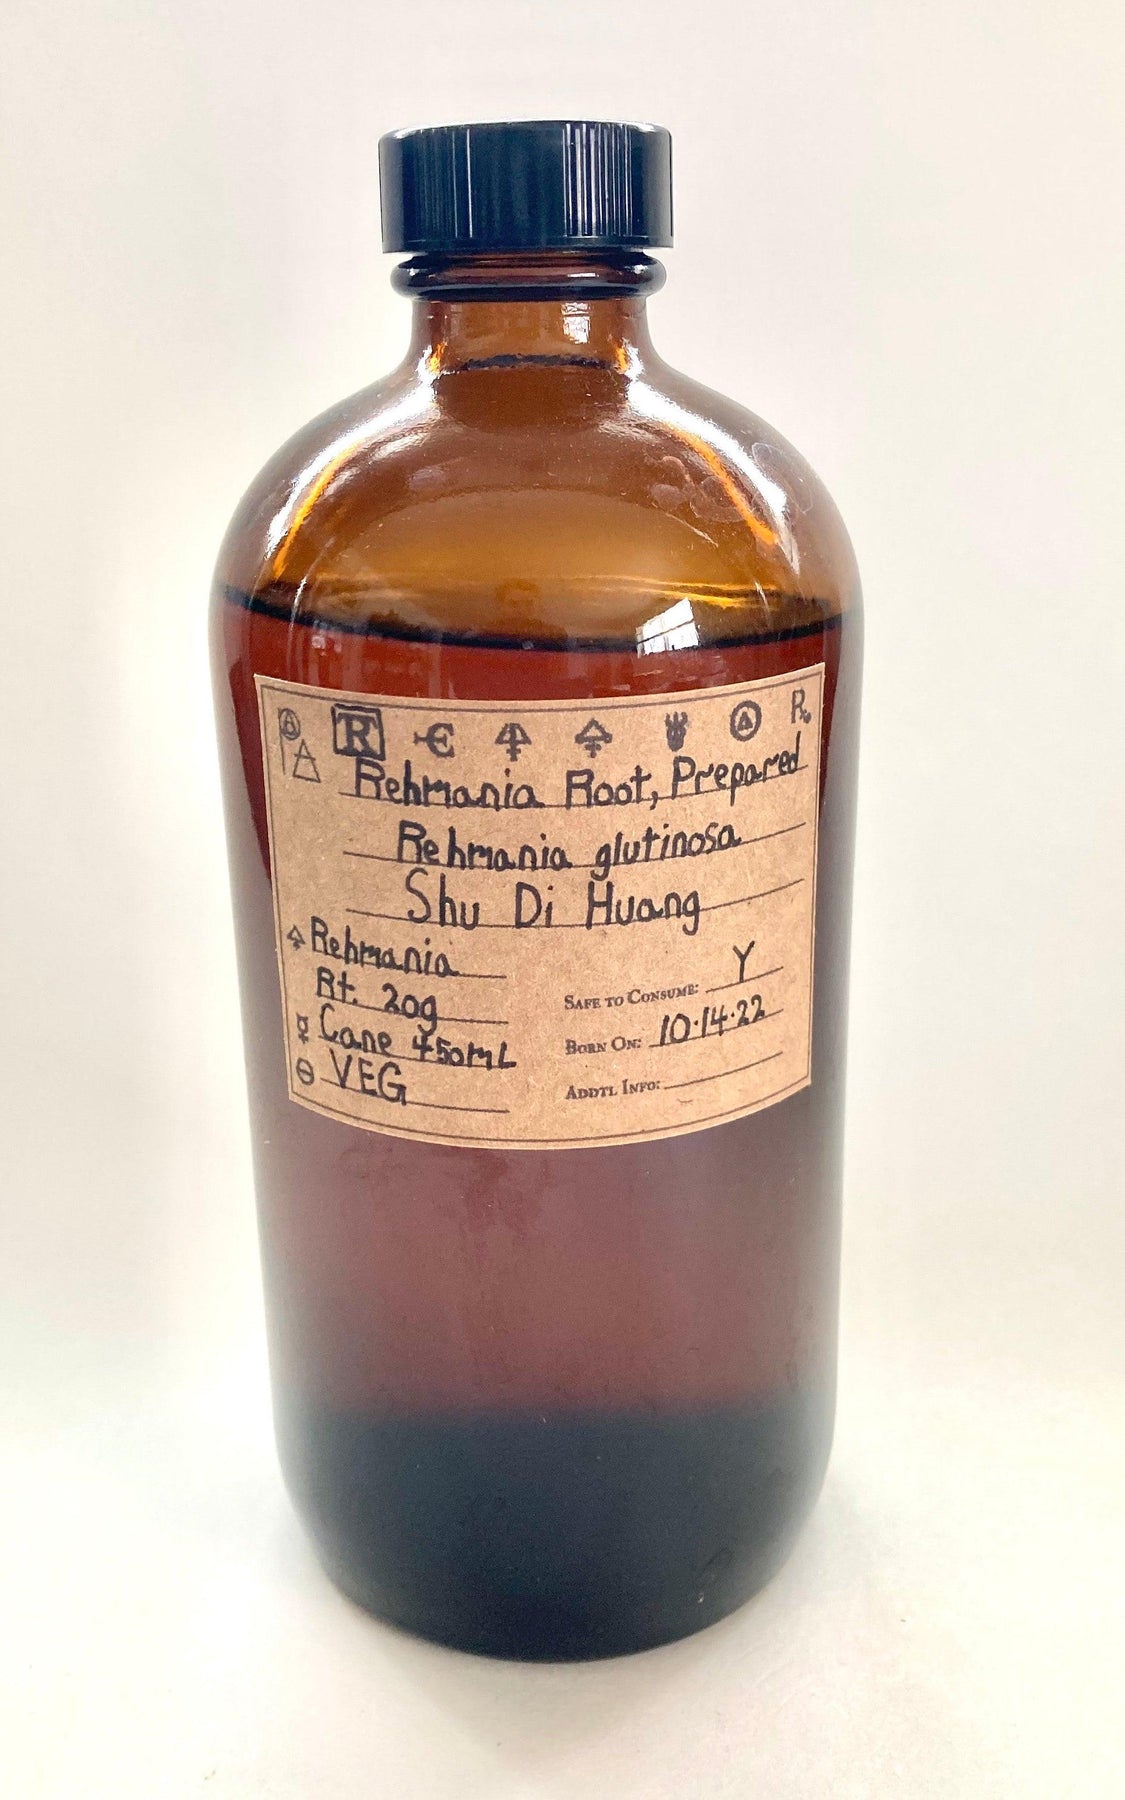 Rehmania Root, Prepared
Rehmania glutinosa
Shu Di Huang
Rehmania
Rt. 20g
Cane 450mL
VEG
SAFE TO CONSUME: Y
BORN ON: 10.14.22
ADDTL INFO: